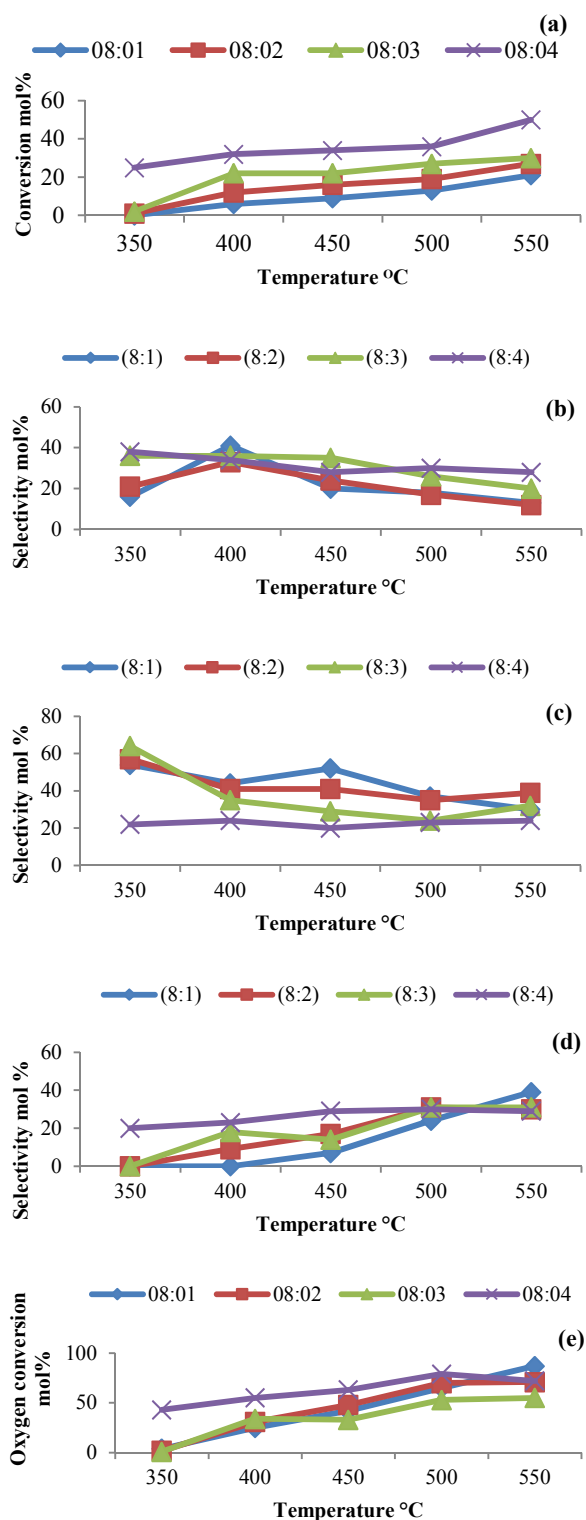 (a)
08:01 08:02 08:03 08:04
Conversion mol%
60
40
20
0
350 400 450 500 550
Temperature ⁰C
(8:1) (8:2) (8:3) (8:4)
(b)
Selectivity mol%
60
40
20
0
350 400 450 500 550
Temperature °C
(8:1) (8:2) (8:3) (8:4)
(c)
Selectivity mol %
80
60
40
20
0
350 400 450 500 550
Temperature °C
(8:1) (8:2) (8:3) (8:4)
(d)
Selectivity mol %
60
40
20
0
350 400 450 500 550
Temperature °C
08:01 08:02 08:03 08:04
(e)
Oxygen conversion
mol%
100
50
0
350 400 450 500 550
Temperature °C